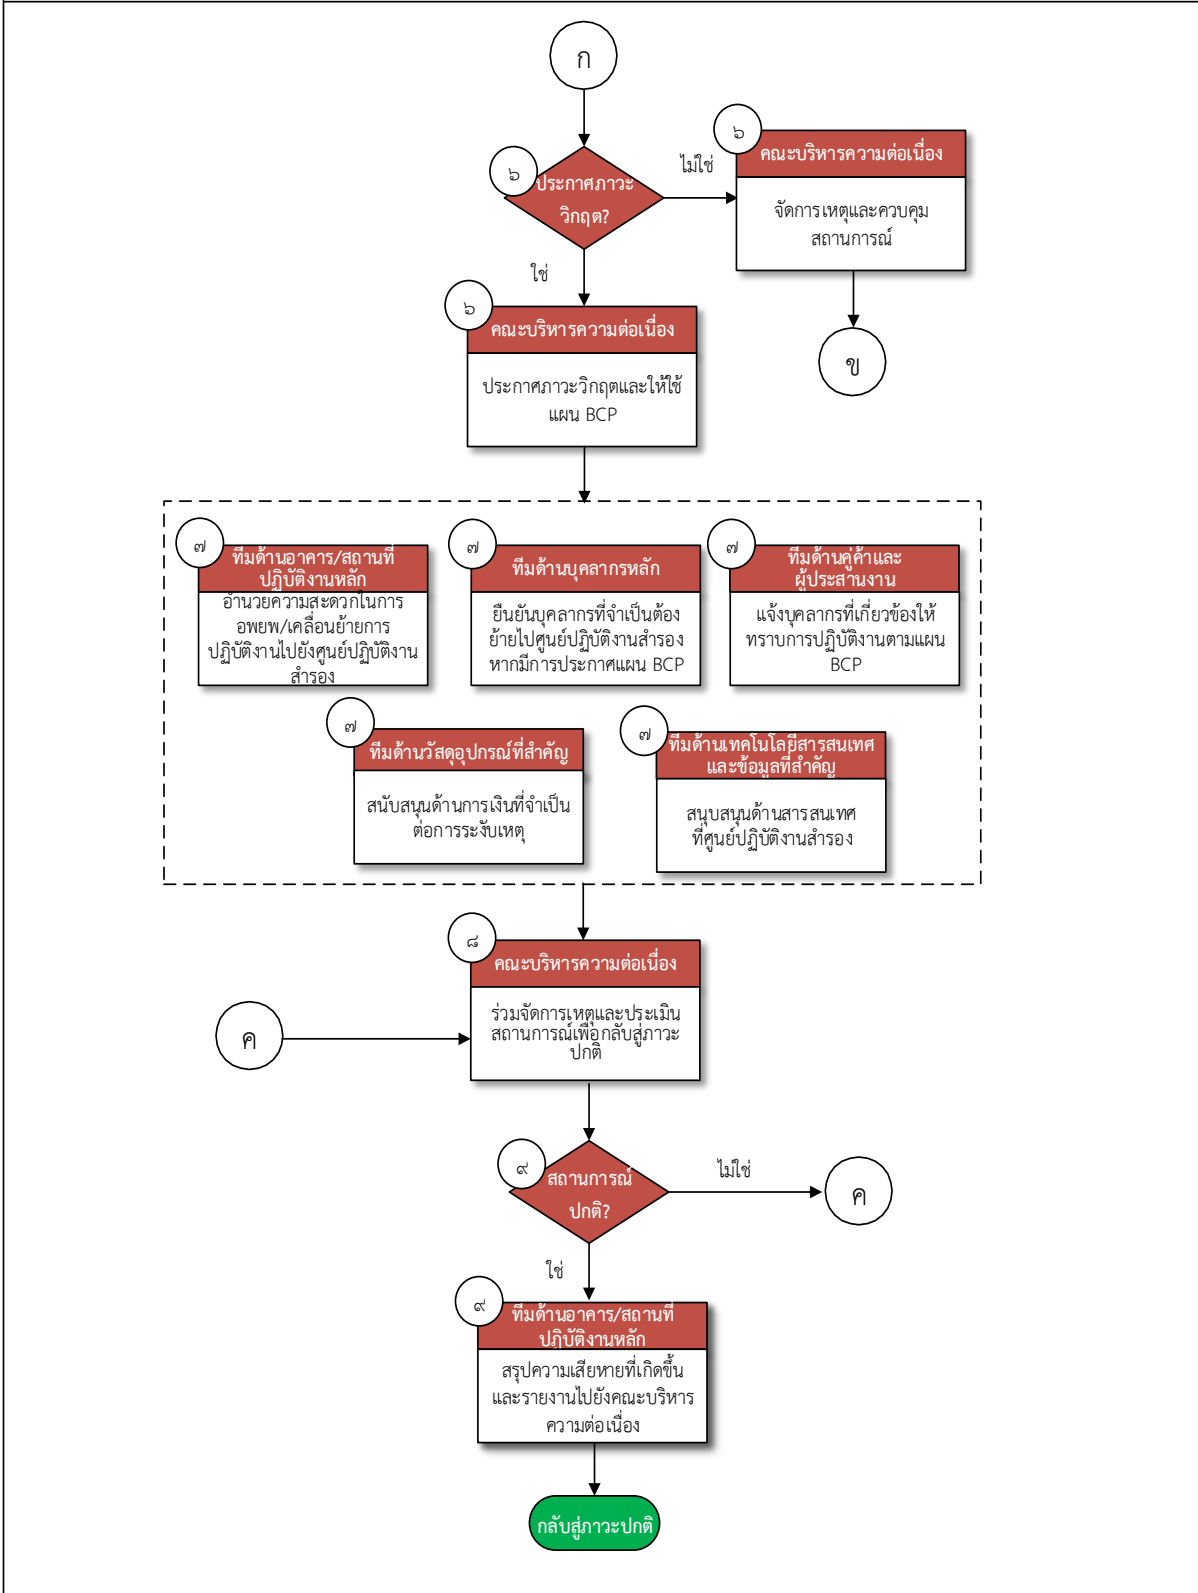 ก
๖
ประกาศภาวะ
วิกฤต?
ไม่ใช่
๖
คณะบริหารความต่อเนื่อง
จัดการเหตุและควบคุม
สถานการณ์
ข
ใช่
๖
คณะบริหารความต่อเนื่อง
ประกาศภาวะวิกฤตและให้ใช้
แผน BCP
๗
ทีมด้านอาคาร/สถานที่
ปฏิบัติงานหลัก
อำนวยความสะดวกในการ
อพยพ/เคลื่อนย้ายการ
ปฏิบัติงานไปยังศูนย์ปฏิบัติงาน
สำรอง
๗
ทีมด้านบุคลากรหลัก
ยืนยันบุคลากรที่จำเป็นต้อง
ย้ายไปศูนย์ปฏิบัติงานสำรอง
หากมีการประกาศแผน BCP
๗
ทีมด้านคู่ค้าและ
ผู้ประสานงาน
แจ้งบุคลากรที่เกี่ยวข้องให้
ทราบการปฏิบัติงานตามแผน
BCP
๗
ทีมด้านวัสดุอุปกรณ์ที่สำคัญ
สนับสนุนด้านการเงินที่จำเป็น
ต่อการระงับเหตุ
๗
ทีมด้านเทคโนโลยีสารสนเทศ
และข้อมูลที่สำคัญ
สนุบสนุนด้านสารสนเทศ
ที่ศูนย์ปฏิบัติงานสำรอง
๘
คณะบริหารความต่อเนื่อง
ร่วมจัดการเหตุและประเมิน
สถานการณ์เพื่อกลับสู่ภาวะ
ปกติ
ค
๙
สถานการณ์
ปกติ?
ไม่ใช่
ค
ใช่
๙
ทีมด้านอาคาร/สถานที่
ปฏิบัติงานหลัก
สรุปความเสียหายที่เกิดขึ้น
และรายงานไปยังคณะบริหาร
ความต่อเนื่อง
กลับสู่ภาวะปกติ